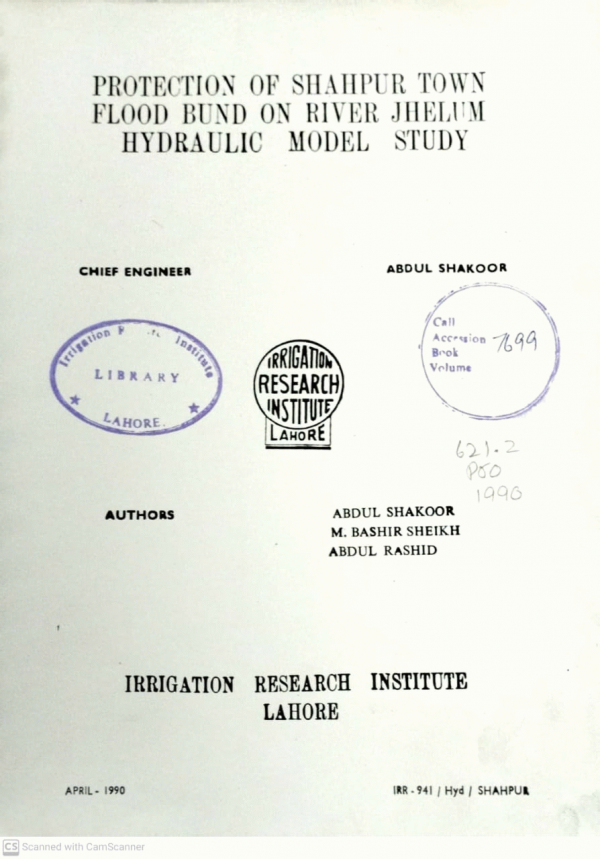 PROTECTION OF SHAHPUR TOWN
FLOOD BUND ON RIVER JHELUM
HYDRAULIC MODEL STUDY
CHIEF ENGINEER
ABDUL SHAKOOR
Irrigation Institute
LIBRARY
LAHORE.
IRRIGATION
RESEARCH
INSTITUTE
LAHORE
Call
Accession 7699
Book
Volume
621.2
1990
AUTHORS
ABDUL SHAKOOR
M. BASHIR SHEIKH
ABDUL RASHID
IRRIGATION RESEARCH INSTITUTE
LAHORE
APRIL - 1990
IRR - 941 / Hyd / SHAHPUR
CS Scanned with CamScanner